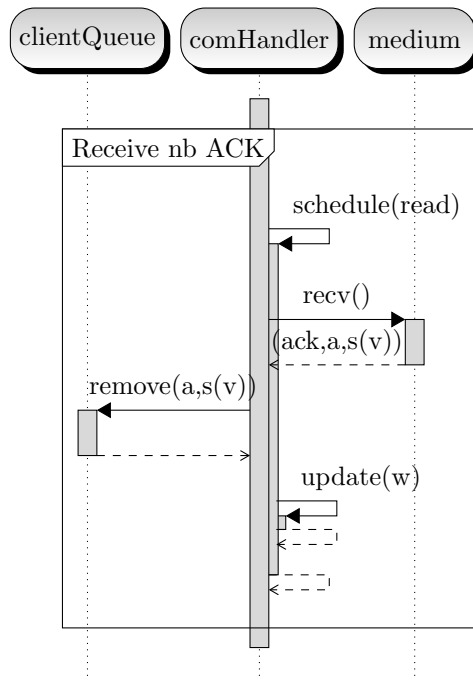 clientQueue comHandler medium
Receive nb ACK
schedule(read)
recv()
(ack,a,s(v))
remove(a,s(v))
update(w)